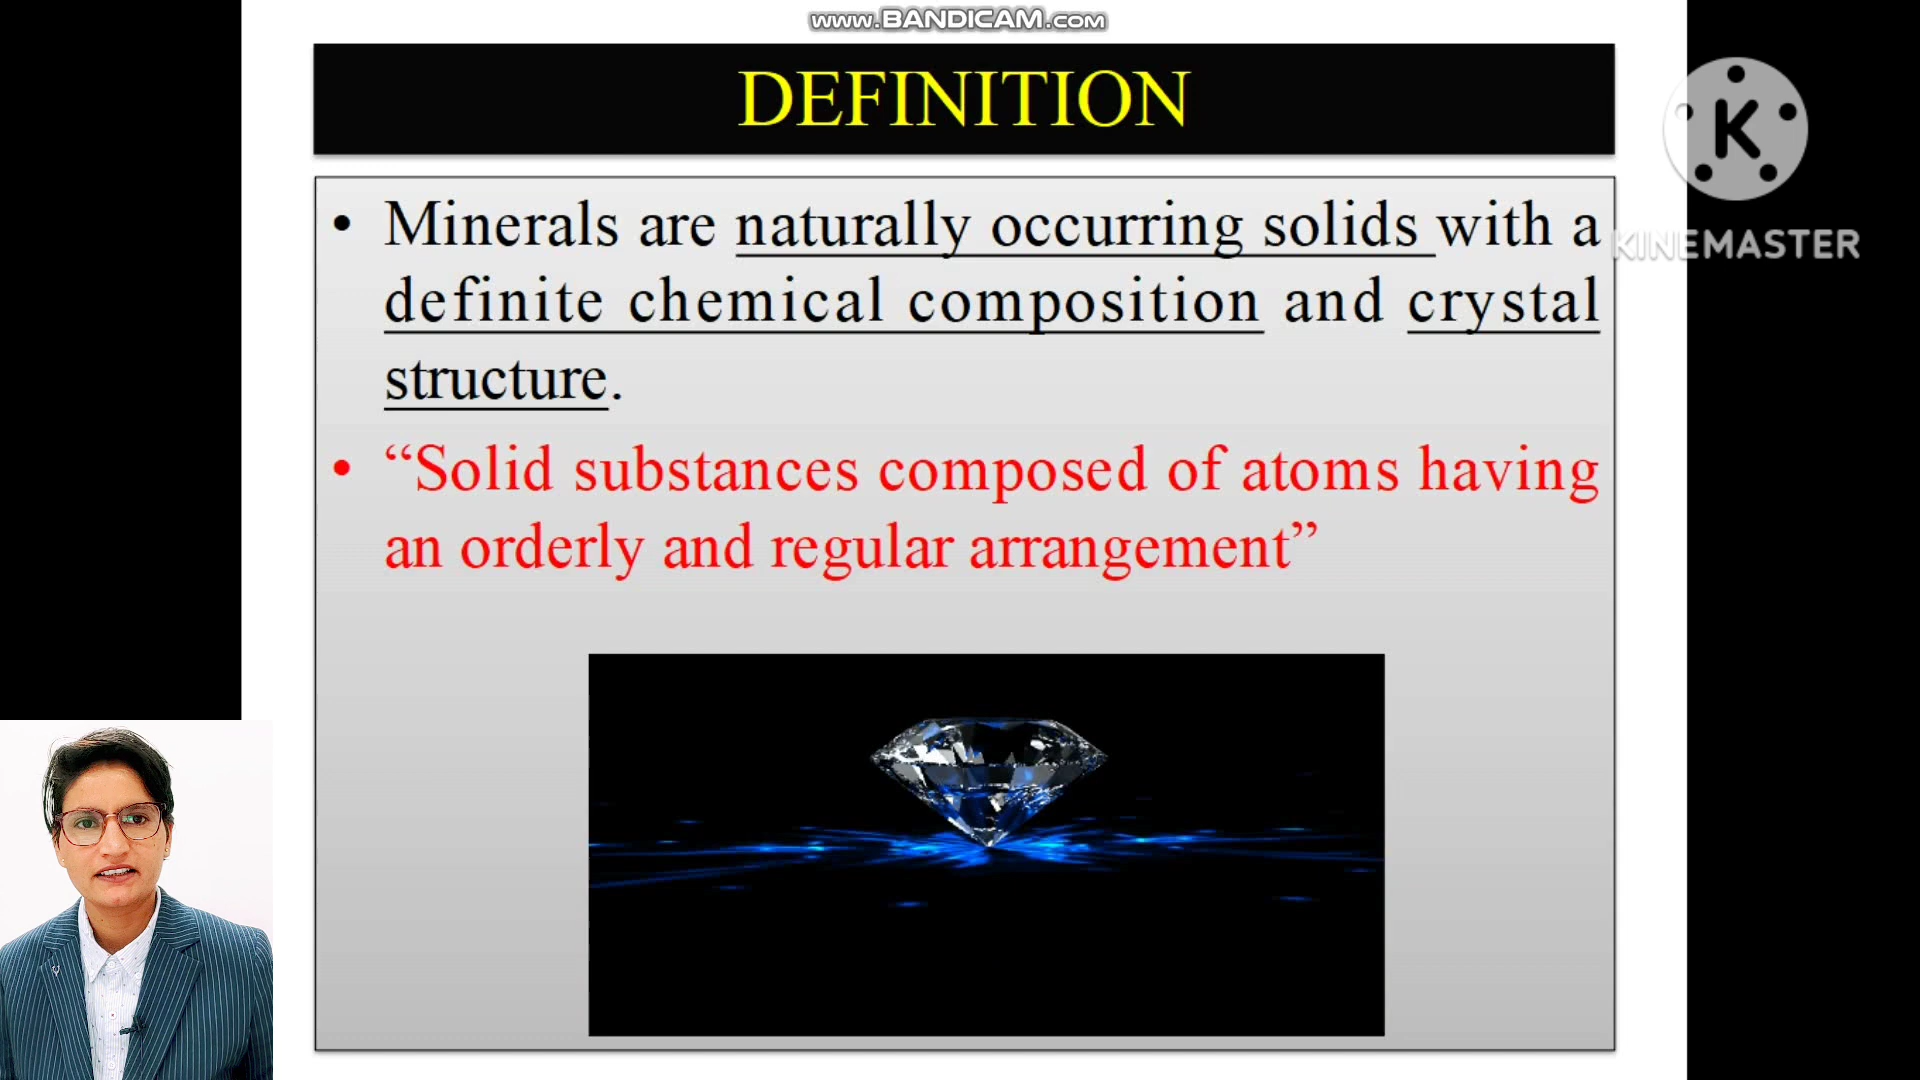 www.BANDICAM.com
DEFINITION
K
KINEMASTER
• Minerals are naturally occurring solids with a
definite chemical composition and crystal
structure.
• “Solid substances composed of atoms having
an orderly and regular arrangement”